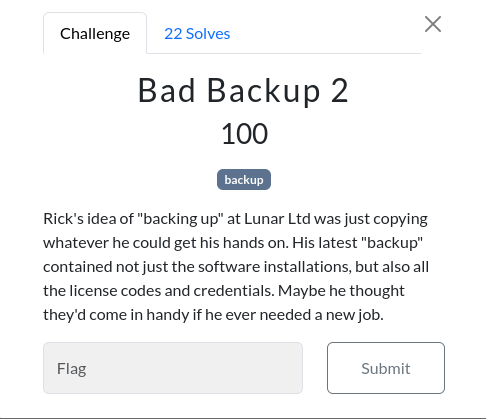 Challenge
22 Solves
Bad Backup 2
100
backup
Rick's idea of "backing up" at Lunar Ltd was just copying
whatever he could get his hands on. His latest "backup"
contained not just the software installations, but also all
the license codes and credentials. Maybe he thought
they'd come in handy if he ever needed a new job.
Flag
Submit